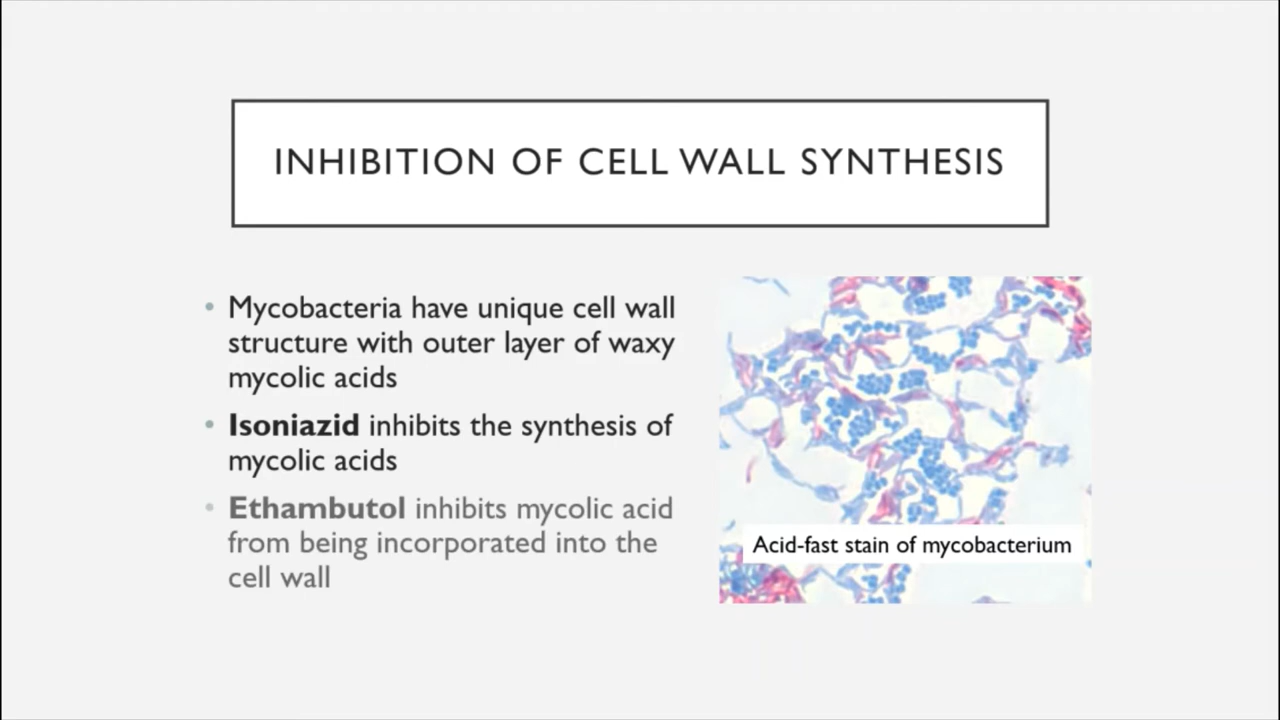 INHIBITION OF CELL WALL SYNTHESIS
• Mycobacteria have unique cell wall
structure with outer layer of waxy
mycolic acids
• Isoniazid inhibits the synthesis of
mycolic acids
• Ethambutol inhibits mycolic acid
from being incorporated into the
cell wall
Acid-fast stain of mycobacterium